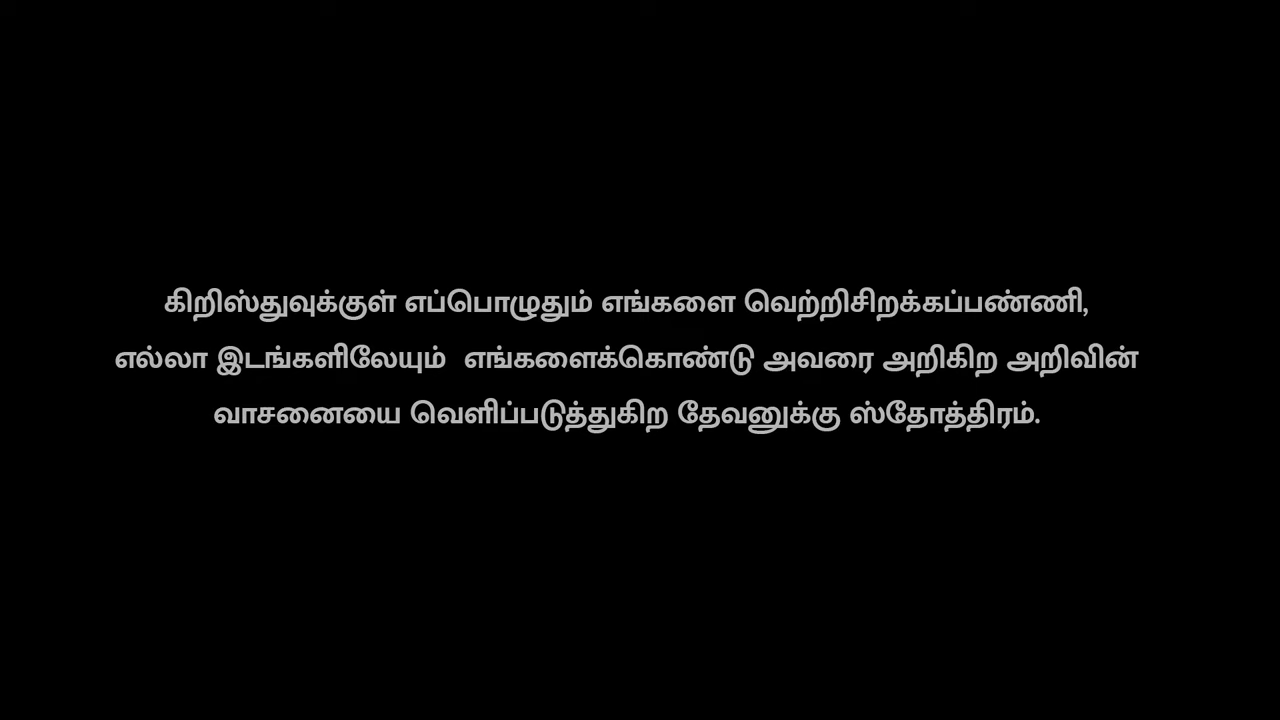 கிறிஸ்துவுக்குள் எப்பொழுதும் எங்களை வெற்றிசிறக்கப்பண்ணி,
எல்லா இடங்களிலேயும் எங்களைக்கொண்டு அவரை அறிகிற அறிவின்
வாசனையை வெளிப்படுத்துகிற தேவனுக்கு ஸ்தோத்திரம்.